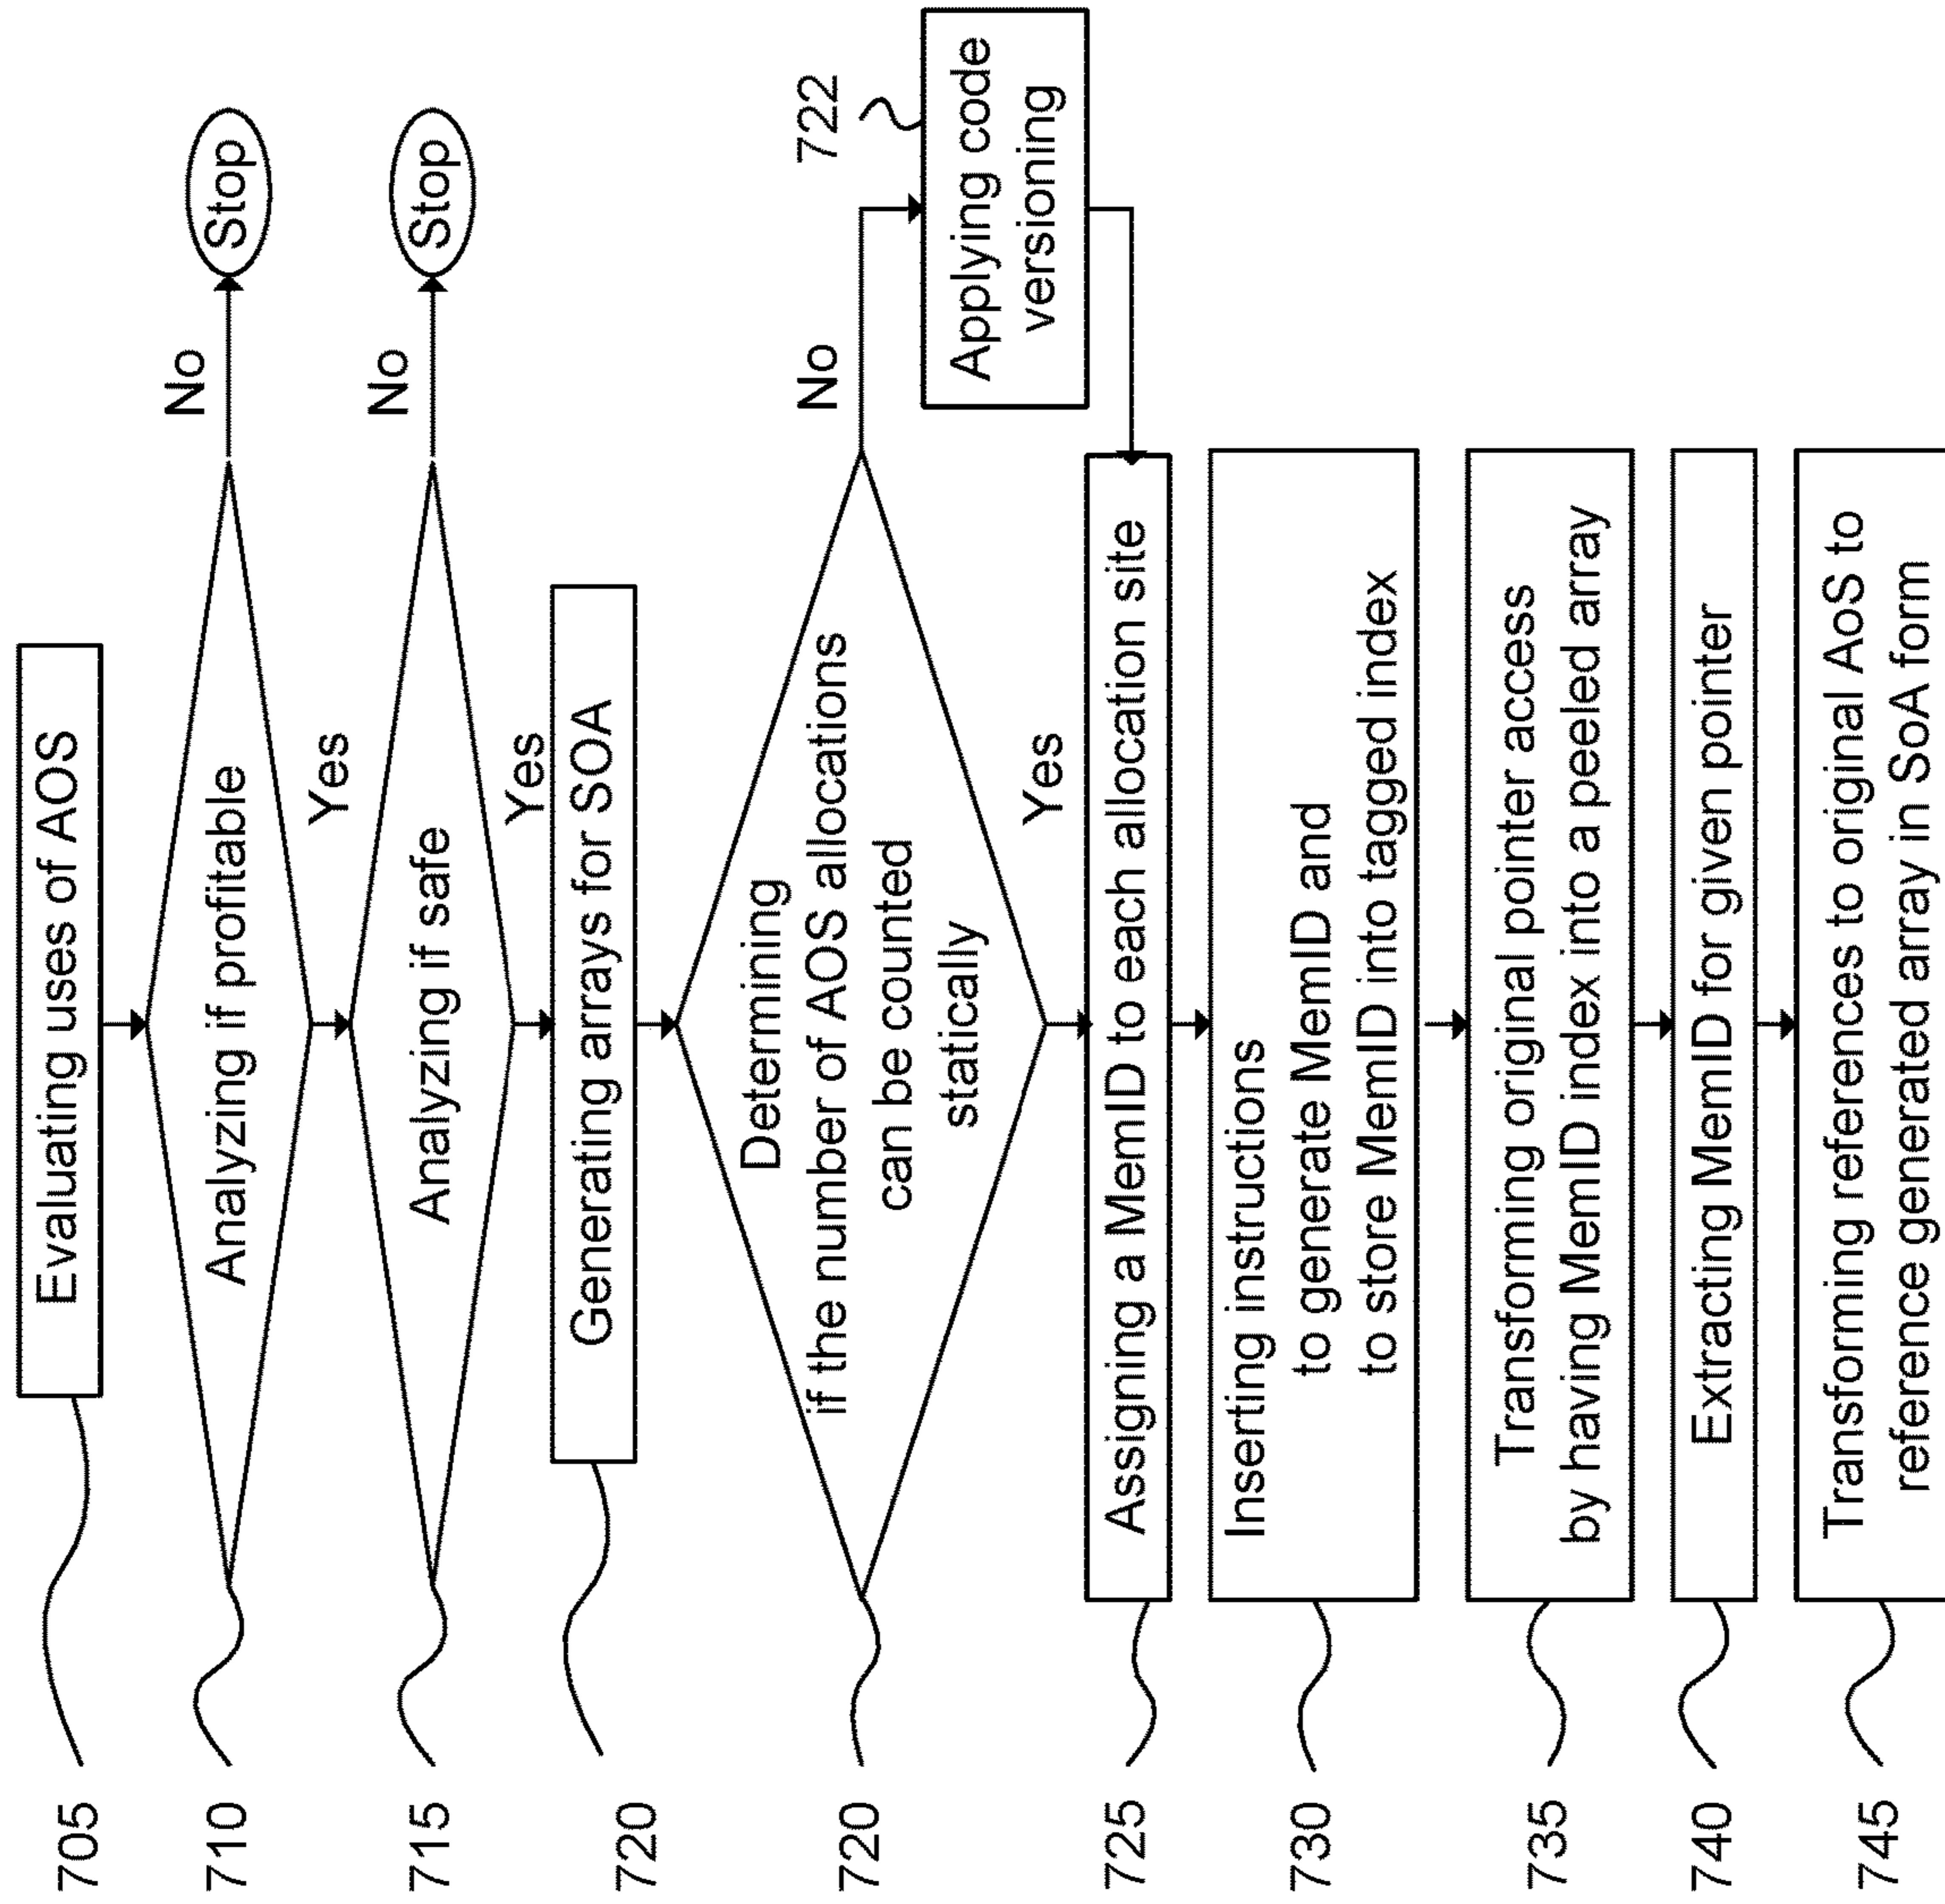 705
Evaluating uses of AOS
710
Analyzing if profitable
No
Stop
Yes
715
Analyzing if safe
No
Stop
Yes
720
Generating arrays for SOA
720
Determining
if the number of AOS allocations
can be counted
statically
No
722
Applying code
versioning
Yes
725
Assigning a MemID to each allocation site
730
Inserting instructions
to generate MemID and
to store MemID into tagged index
735
Transforming original pointer access
by having MemID index into a peeled array
740
Extracting MemID for given pointer
745
Transforming references to original AoS to
reference generated array in SoA form